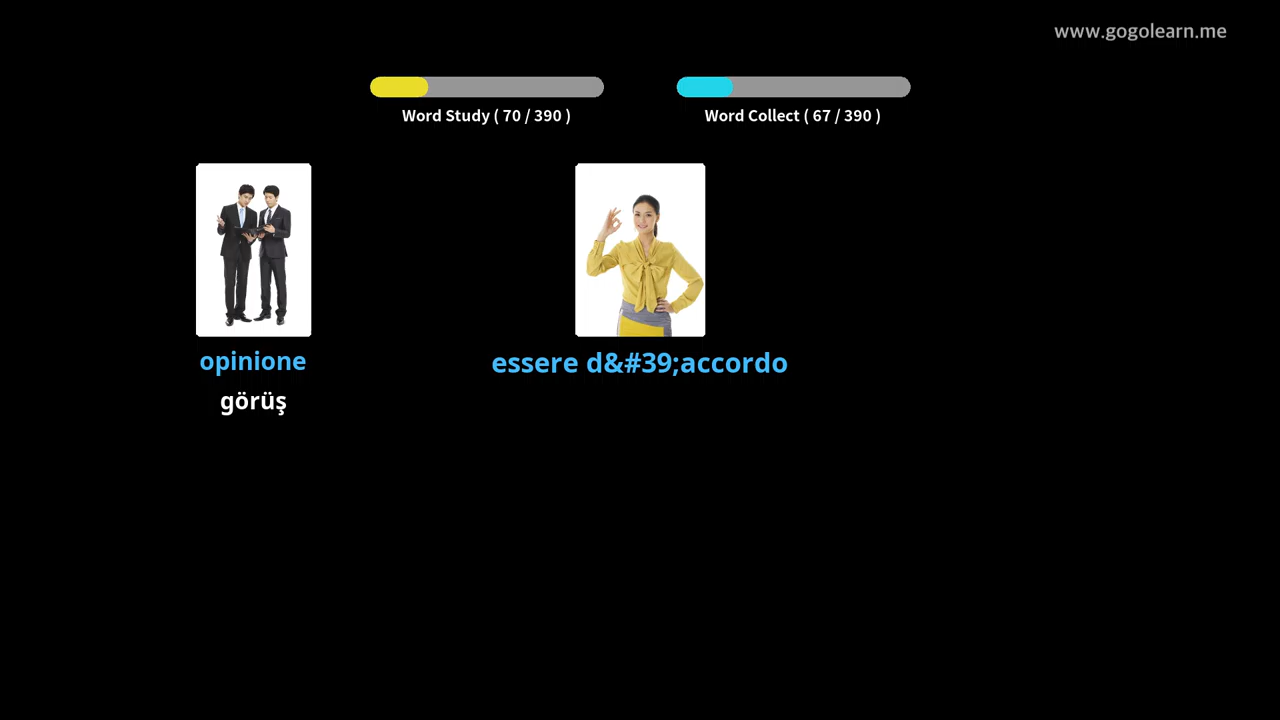 www.gogolearn.me
Word Study ( 70 / 390 )
Word Collect ( 67 / 390 )
opinione
görüş
essere d&#39;accordo